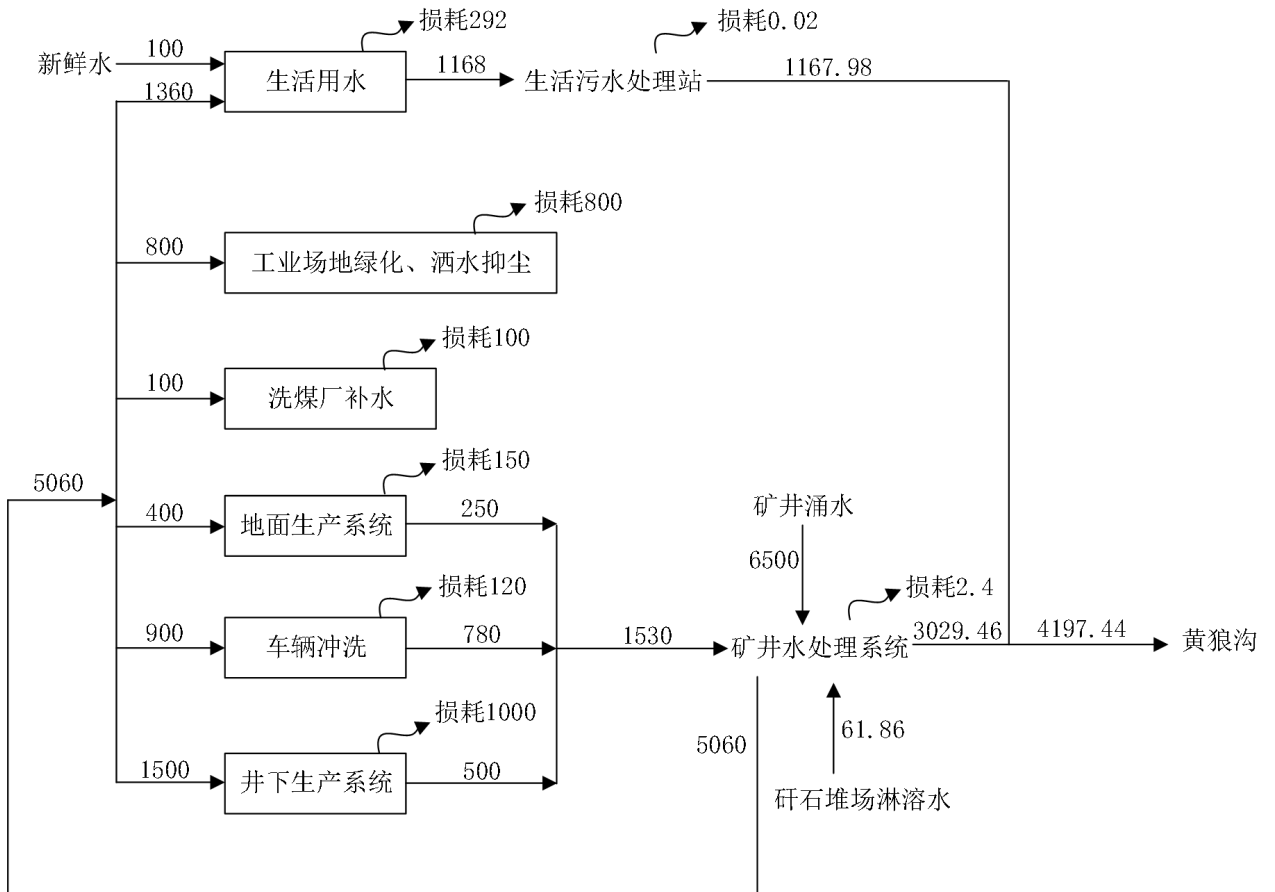 损耗292
损耗0.02
新鲜水
100
生活用水
1168
生活污水处理站
1167.98
1360
损耗800
800
工业场地绿化、洒水抑尘
损耗100
100
洗煤厂补水
损耗150
5060
400
地面生产系统
250
矿井涌水
6500
损耗120
损耗2.4
900
车辆冲洗
780
1530
矿井水处理系统
3029.46
4197.44
黄狼沟
损耗1000
5060
61.86
1500
井下生产系统
500
矸石堆场淋溶水